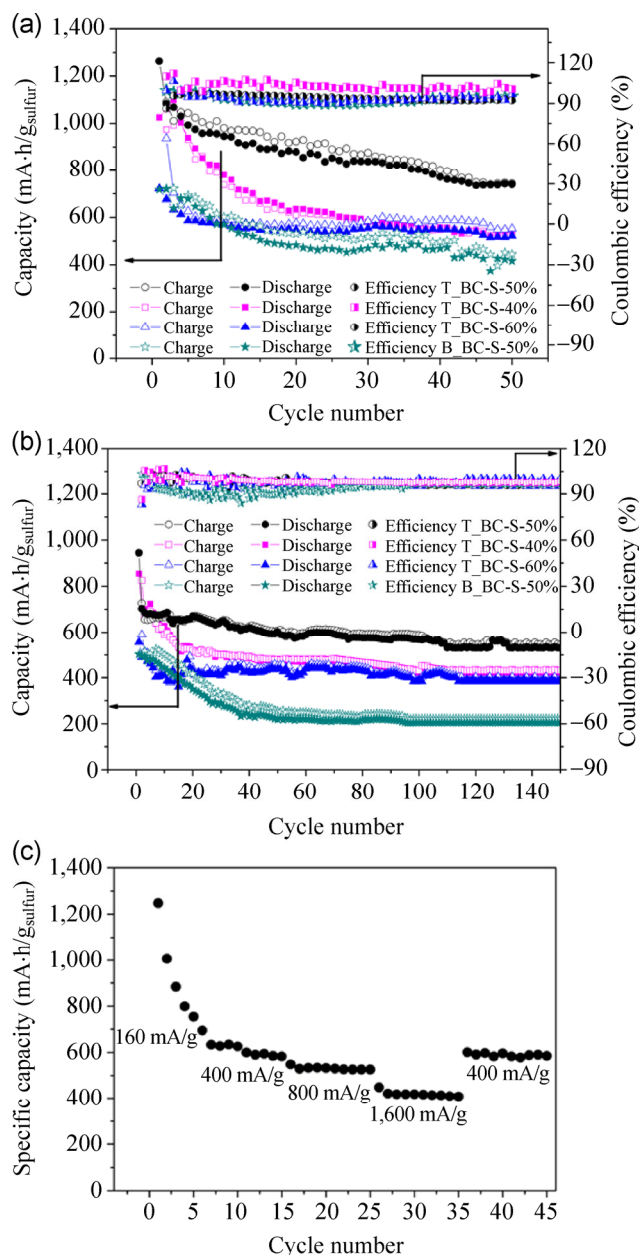 (a)
1,400
1,200
1,000
800
600
400
200
0
Capacity (mA·h/gsulfur)
120
90
60
30
0
−30
−60
−90
Coulombic efficiency (%)
Charge Discharge Efficiency T_BC-S-50%
Charge Discharge Efficiency T_BC-S-40%
Charge Discharge Efficiency T_BC-S-60%
Charge Discharge Efficiency B_BC-S-50%
0 10 20 30 40 50
Cycle number
(b)
1,400
1,200
1,000
800
600
400
200
0
Capacity (mA·h/gsulfur)
120
90
60
30
0
−30
−60
−90
Coulombic efficiency (%)
Charge Discharge Efficiency T_BC-S-50%
Charge Discharge Efficiency T_BC-S-40%
Charge Discharge Efficiency T_BC-S-60%
Charge Discharge Efficiency B_BC-S-50%
0 20 40 60 80 100 120 140
Cycle number
(c)
1,400
1,200
1,000
800
600
400
200
0
Specific capacity (mA·h/gsulfur)
160 mA/g
400 mA/g
800 mA/g
1,600 mA/g
400 mA/g
0 5 10 15 20 25 30 35 40 45
Cycle number